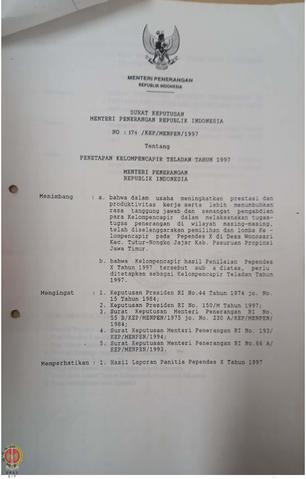 MENTERI PENERANGAN
REPUBLIK INDONESIA
SURAT KEPUTUSAN
MENTERI PENERANGAN REPUBLIK INDONESIA
NO : 174 /KEP/MENPEN/1997
Tentang
PENETAPAN KELOMPENCAPIR TELADAN TAHUN 1997
MENTERI PENERANGAN
REPUBLIK INDONESIA
Menimbang : a. bahwa dalam usaha meningkatkan prestasi dan
produktivitas kerja serta lebih menumbuhkan
rasa tanggung jawab dan semangat pengabdian
para Kelompencapir dalam melaksanakan tugas-
tugas penerangan di wilayah masing-masing,
telah diselenggarakan pemilihan dan lomba Ke-
lompencapir pada Pependes X di Desa Wonosari
Kec. Tutur-Nongko Jajar Kab. Pasuruan Propinsi
Jawa Timur.
b. bahwa Kelompencapir hasil Penilaian Pependes
X Tahun 1997 tersebut sub a diatas, perlu
ditetapkan sebagai Kelompencapir Teladan Tahun
1997.
Mengingat : 1. Keputusan Presiden RI No.44 Tahun 1974 jo. No.
15 Tahun 1984;
2. Keputusan Presiden RI No. 150/M Tahun 1997;
3. Surat Keputusan Menteri Penerangan RI No.
55 B/KEP/MENPEN/1975 jo. No. 230 A/KEP/MENPEN/
1984;
4. Surat Keputusan Menteri Penerangan RI No. 193/
KEP/MENPEN/1994;
5. Surat Keputusan Menteri Penerangan RI No.66 A/
KEP/MENPEN/1993.
Memperhatikan : 1. Hasil Laporan Panitia Pependes X Tahun 1997